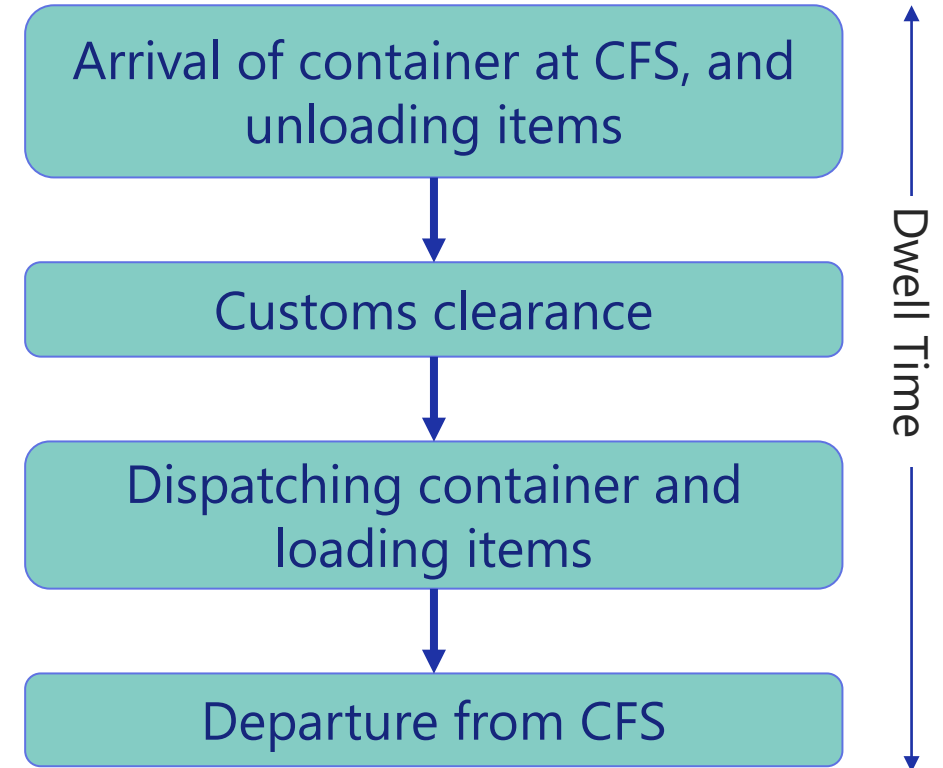 Arrival of container at CFS, and
unloading items
Customs clearance
Dispatching container and
loading items
Departure from CFS
Dwell Time